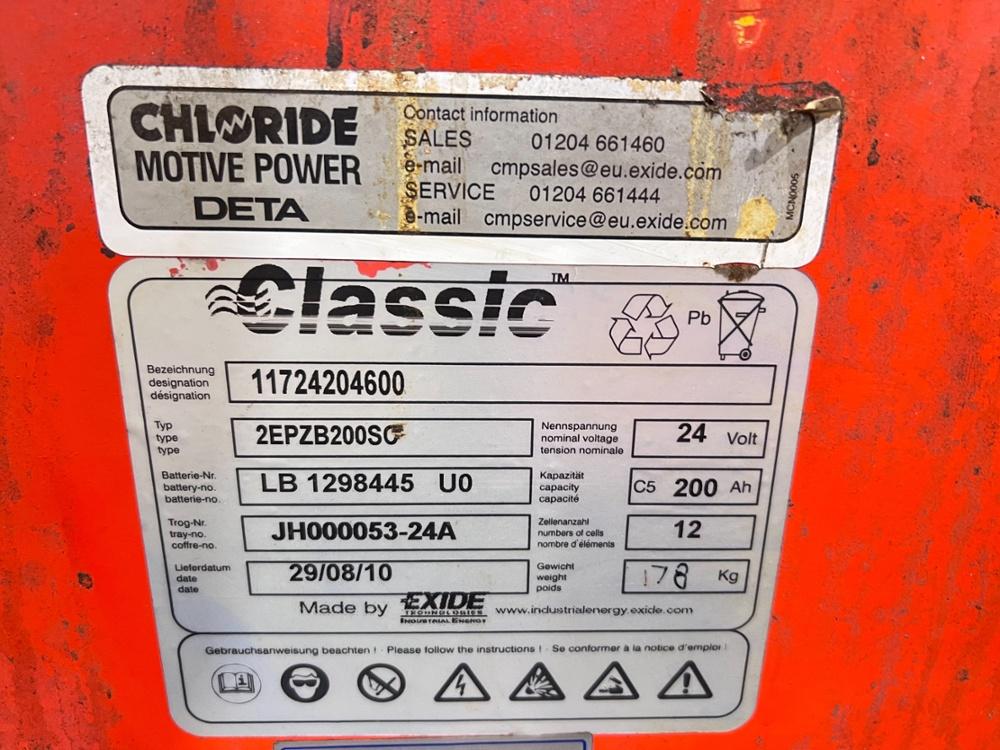 CHLORIDE
MOTIVE POWER
DETA
Contact information
SALES 01204 661460
e-mail cmpsales@eu.exide.com
SERVICE 01204 661444
e-mail cmpservice@eu.exide.com
MCN0005
Classic™
Pb
Bezeichnung
designation
désignation
11724204600
Typ
type
type
2EPZB200SC
Nennspannung
nominal voltage
tension nominale
24 Volt
Batterie-Nr.
battery-no.
batterie-no.
LB 1298445 U0
Kapazität
capacity
capacité
C5 200 Ah
Trog-Nr.
tray-no.
coffre-no.
JH000053-24A
Zellenanzahl
numbers of cells
nombre d'éléments
12
Lieferdatum
date
date
29/08/10
Gewicht
weight
poids
178 Kg
Made by EXIDE www.industrialenergy.exide.com
TECHNOLOGIES
INDUSTRIAL ENERGY
Gebrauchsanweisung beachten ! Please follow the instructions ! Se conformer à la notice d'emploi !